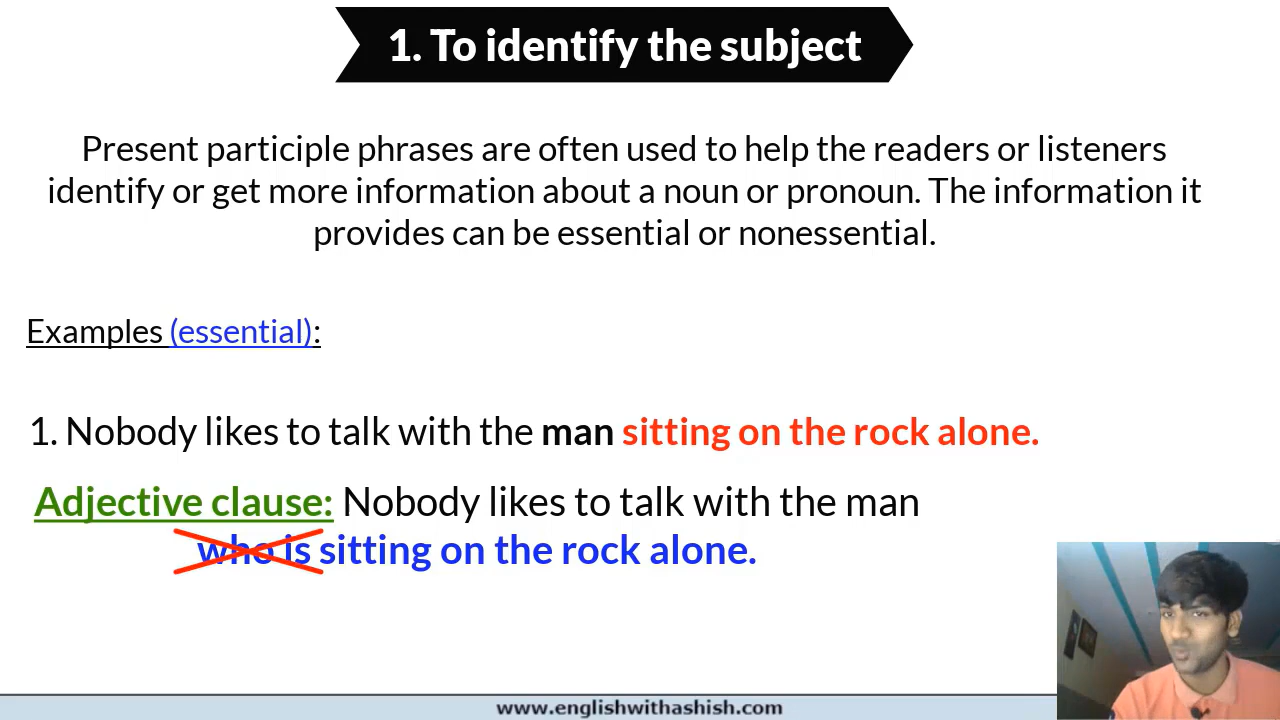 1. To identify the subject
Present participle phrases are often used to help the readers or listeners
identify or get more information about a noun or pronoun. The information it
provides can be essential or nonessential.
Examples (essential):
1. Nobody likes to talk with the man sitting on the rock alone.
Adjective clause: Nobody likes to talk with the man
who is sitting on the rock alone.
www.englishwithashish.com